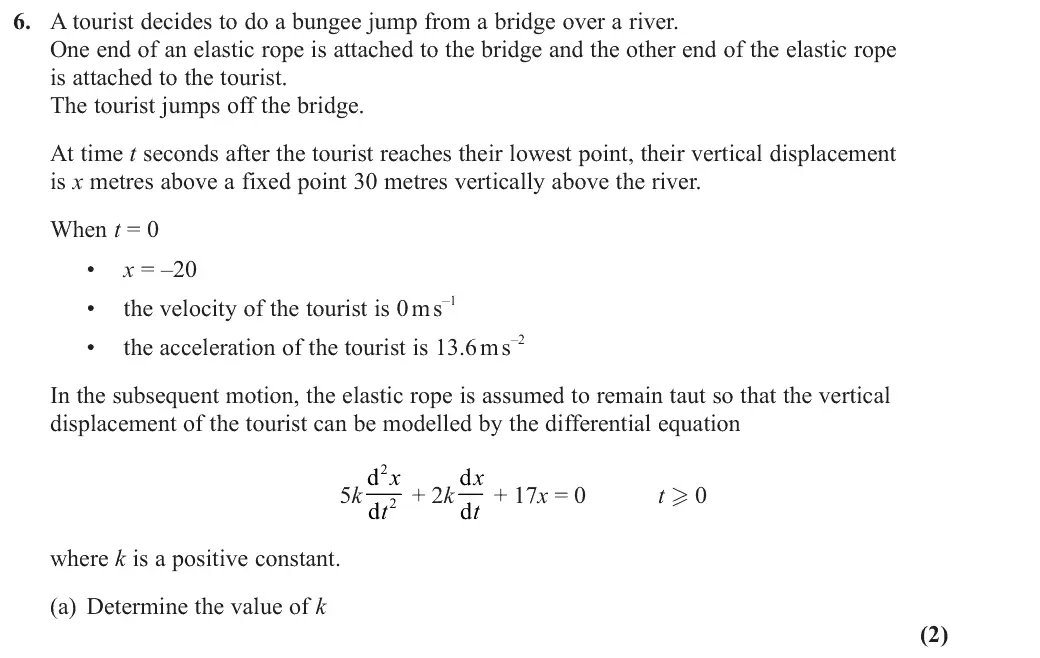 6. A tourist decides to do a bungee jump from a bridge over a river.
One end of an elastic rope is attached to the bridge and the other end of the elastic rope
is attached to the tourist.
The tourist jumps off the bridge.
At time t seconds after the tourist reaches their lowest point, their vertical displacement
is x metres above a fixed point 30 metres vertically above the river.
When t = 0
• x = –20
• the velocity of the tourist is 0 m s⁻¹
• the acceleration of the tourist is 13.6 m s⁻²
In the subsequent motion, the elastic rope is assumed to remain taut so that the vertical
displacement of the tourist can be modelled by the differential equation
5k d²x/dt² + 2k dx/dt + 17x = 0 t ⩾ 0
where k is a positive constant.
(a) Determine the value of k
(2)